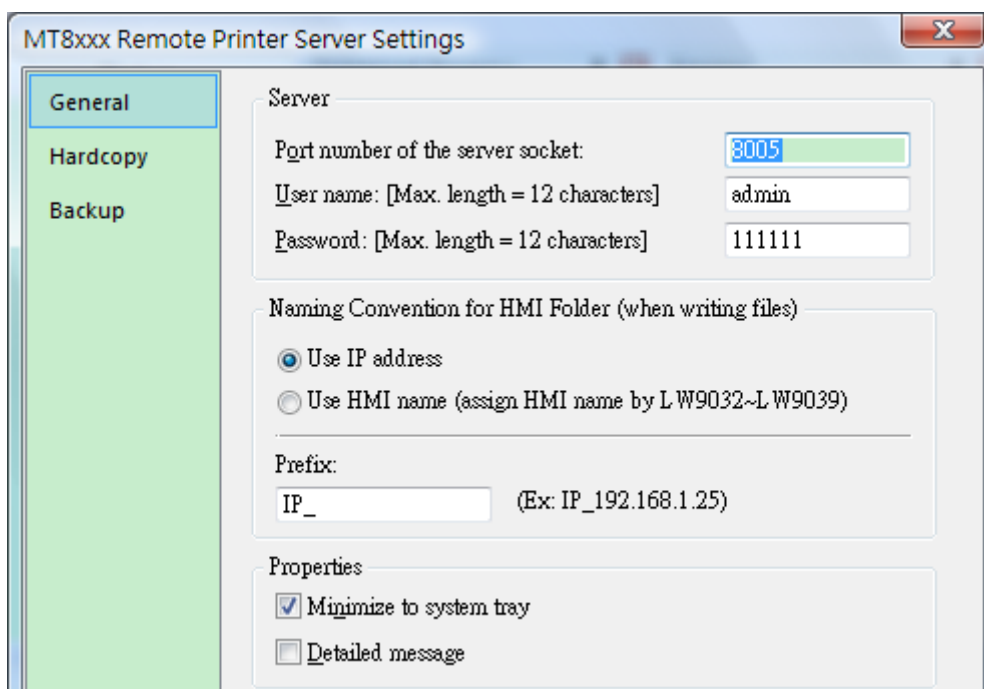 MT8xxx Remote Printer Server Settings
General
Hardcopy
Backup
Server
Port number of the server socket: 8005
User name: [Max. length = 12 characters] admin
Password: [Max. length = 12 characters] 111111
Naming Convention for HMI Folder (when writing files)
Use IP address
Use HMI name (assign HMI name by LW9032~LW9039)
Prefix:
IP_ (Ex: IP_192.168.1.25)
Properties
Minimize to system tray
Detailed message